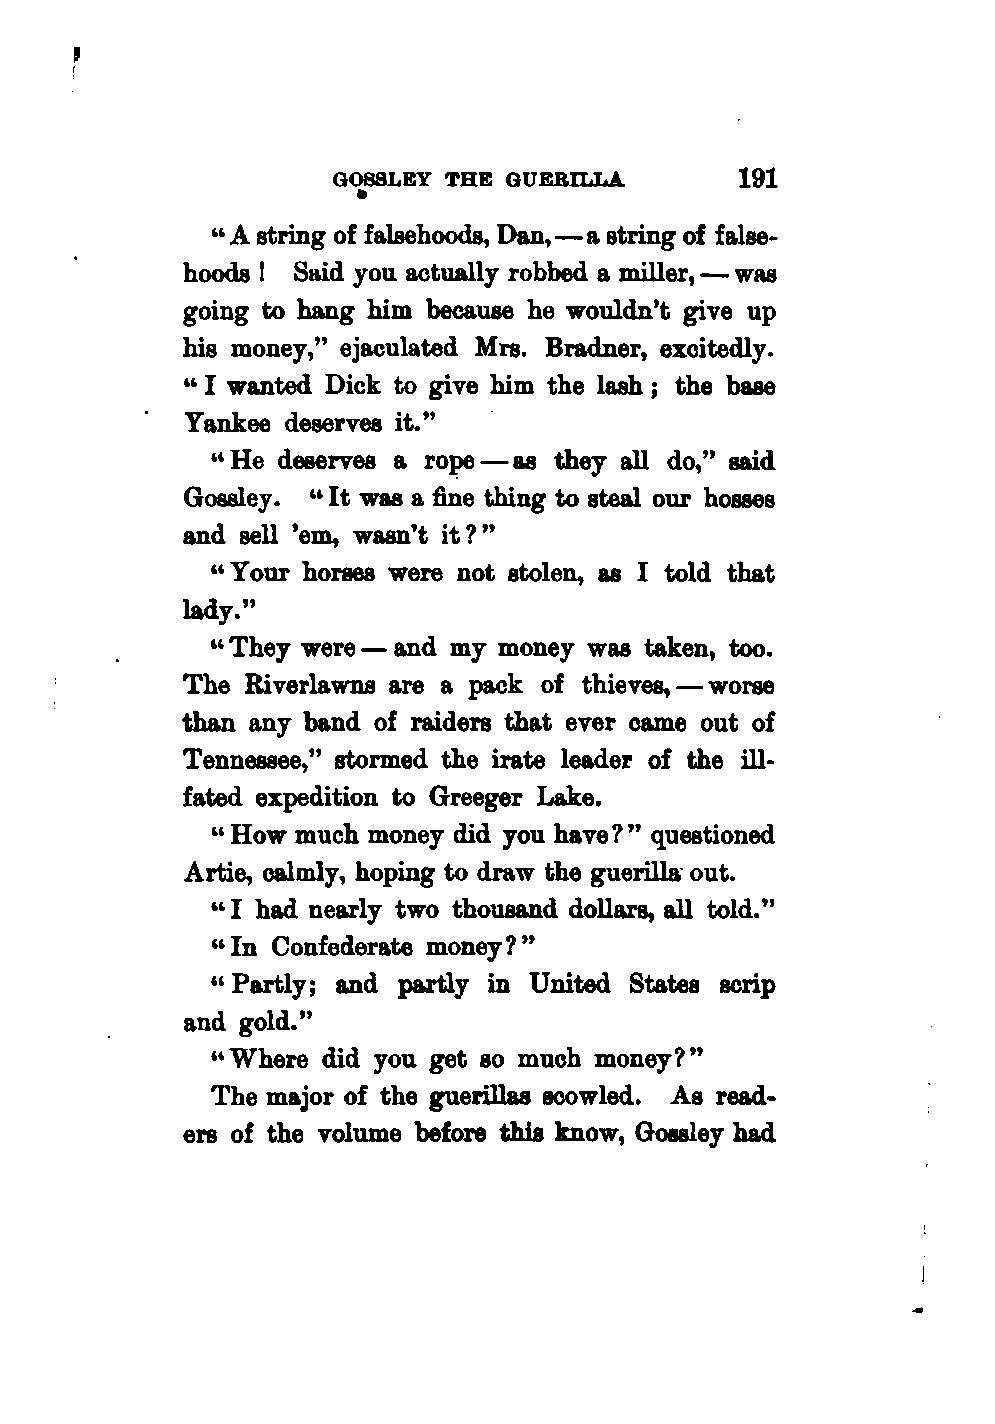 GOSSLEY THE GUERILLA 191
“A string of falsehoods, Dan,—a string of false-
hoods! Said you actually robbed a miller,—was
going to hang him because he wouldn’t give up
his money,” ejaculated Mrs. Bradner, excitedly.
“I wanted Dick to give him the lash; the base
Yankee deserves it.”
“He deserves a rope—as they all do,” said
Gossley. “It was a fine thing to steal our hosses
and sell ’em, wasn’t it?”
“Your horses were not stolen, as I told that
lady.”
“They were—and my money was taken, too.
The Riverlawns are a pack of thieves,—worse
than any band of raiders that ever came out of
Tennessee,” stormed the irate leader of the ill-
fated expedition to Greeger Lake.
“How much money did you have?” questioned
Artie, calmly, hoping to draw the guerilla out.
“I had nearly two thousand dollars, all told.”
“In Confederate money?”
“Partly; and partly in United States scrip
and gold.”
“Where did you get so much money?”
The major of the guerillas scowled. As read-
ers of the volume before this know, Gossley had